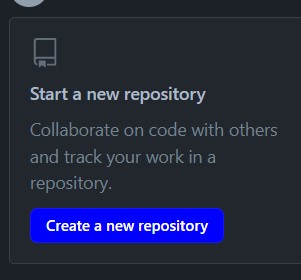 Start a new repository
Collaborate on code with others
and track your work in a
repository.
Create a new repository